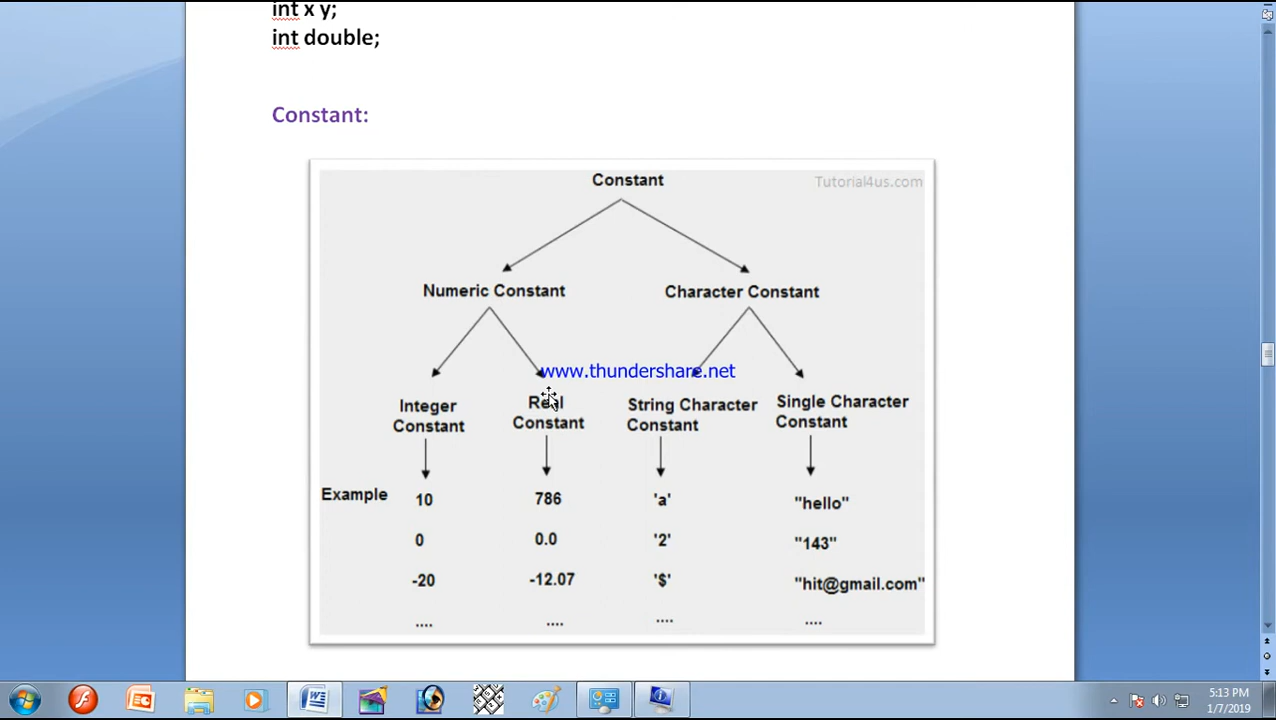 int x y;
int double;
Constant:
Constant
Tutorial4us.com
Numeric Constant
Character Constant
www.thundershare.net
Integer
Constant
Real
Constant
String Character
Constant
Single Character
Constant
Example
10
786
'a'
"hello"
0
0.0
'2'
"143"
-20
-12.07
'$'
"hit@gmail.com"
....
....
....
....
5:13 PM
1/7/2019